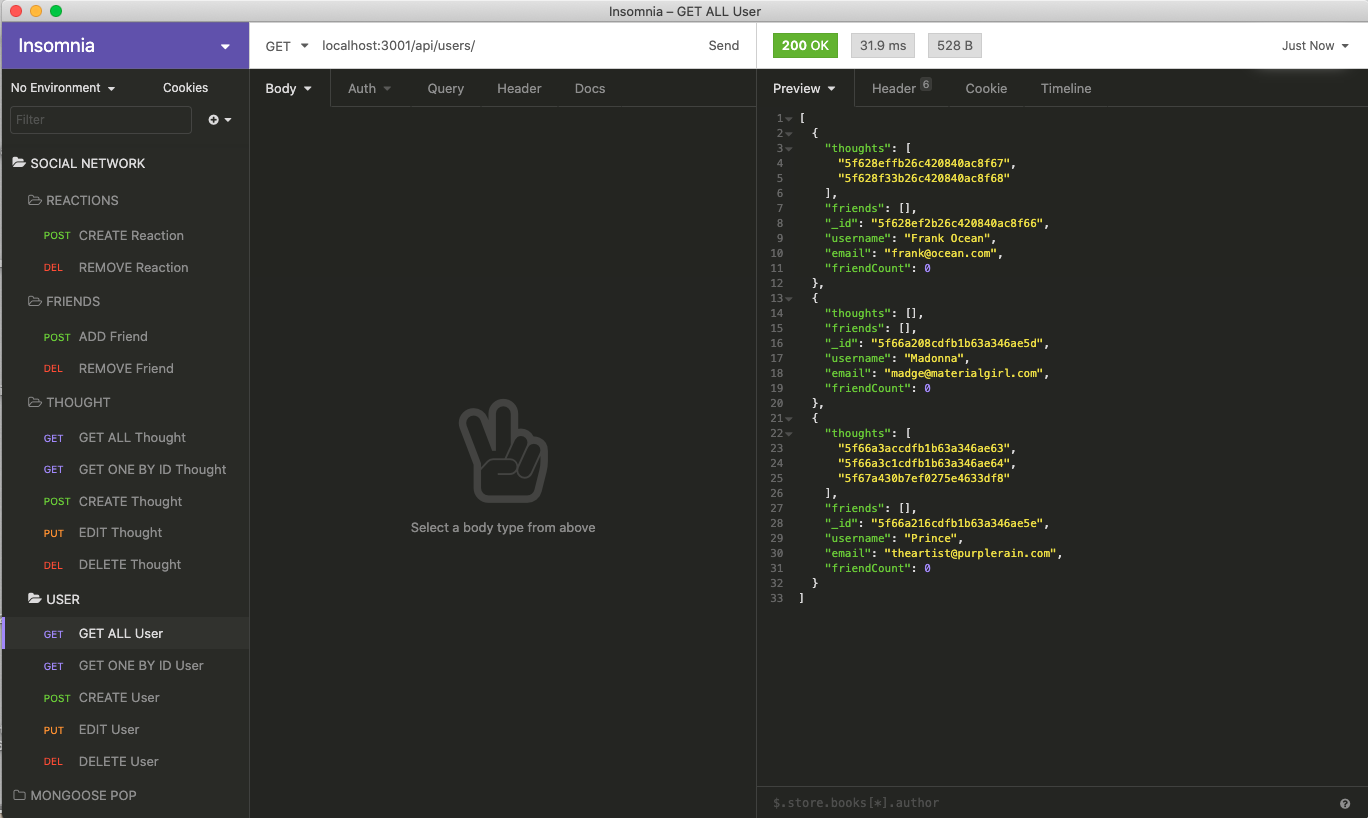 Insomnia – GET ALL User
Insomnia
GET localhost:3001/api/users/ Send
200 OK 31.9 ms 528 B Just Now
No Environment Cookies
Filter
SOCIAL NETWORK
REACTIONS
POST CREATE Reaction
DEL REMOVE Reaction
FRIENDS
POST ADD Friend
DEL REMOVE Friend
THOUGHT
GET GET ALL Thought
GET GET ONE BY ID Thought
POST CREATE Thought
PUT EDIT Thought
DEL DELETE Thought
USER
GET GET ALL User
GET GET ONE BY ID User
POST CREATE User
PUT EDIT User
DEL DELETE User
MONGOOSE POP
Body Auth Query Header Docs
Select a body type from above
Preview Header 6 Cookie Timeline
1 [
2 {
3 "thoughts": [
4 "5f628effb26c420840ac8f67",
5 "5f628f33b26c420840ac8f68"
6 ],
7 "friends": [],
8 "_id": "5f628ef2b26c420840ac8f66",
9 "username": "Frank Ocean",
10 "email": "frank@ocean.com",
11 "friendCount": 0
12 },
13 {
14 "thoughts": [],
15 "friends": [],
16 "_id": "5f66a208cdfb1b63a346ae5d",
17 "username": "Madonna",
18 "email": "madge@materialgirl.com",
19 "friendCount": 0
20 },
21 {
22 "thoughts": [
23 "5f66a3accdfb1b63a346ae63",
24 "5f66a3c1cdfb1b63a346ae64",
25 "5f67a430b7ef0275e4633df8"
26 ],
27 "friends": [],
28 "_id": "5f66a216cdfb1b63a346ae5e",
29 "username": "Prince",
30 "email": "theartist@purplerain.com",
31 "friendCount": 0
32 }
33 ]
$.store.books[*].author